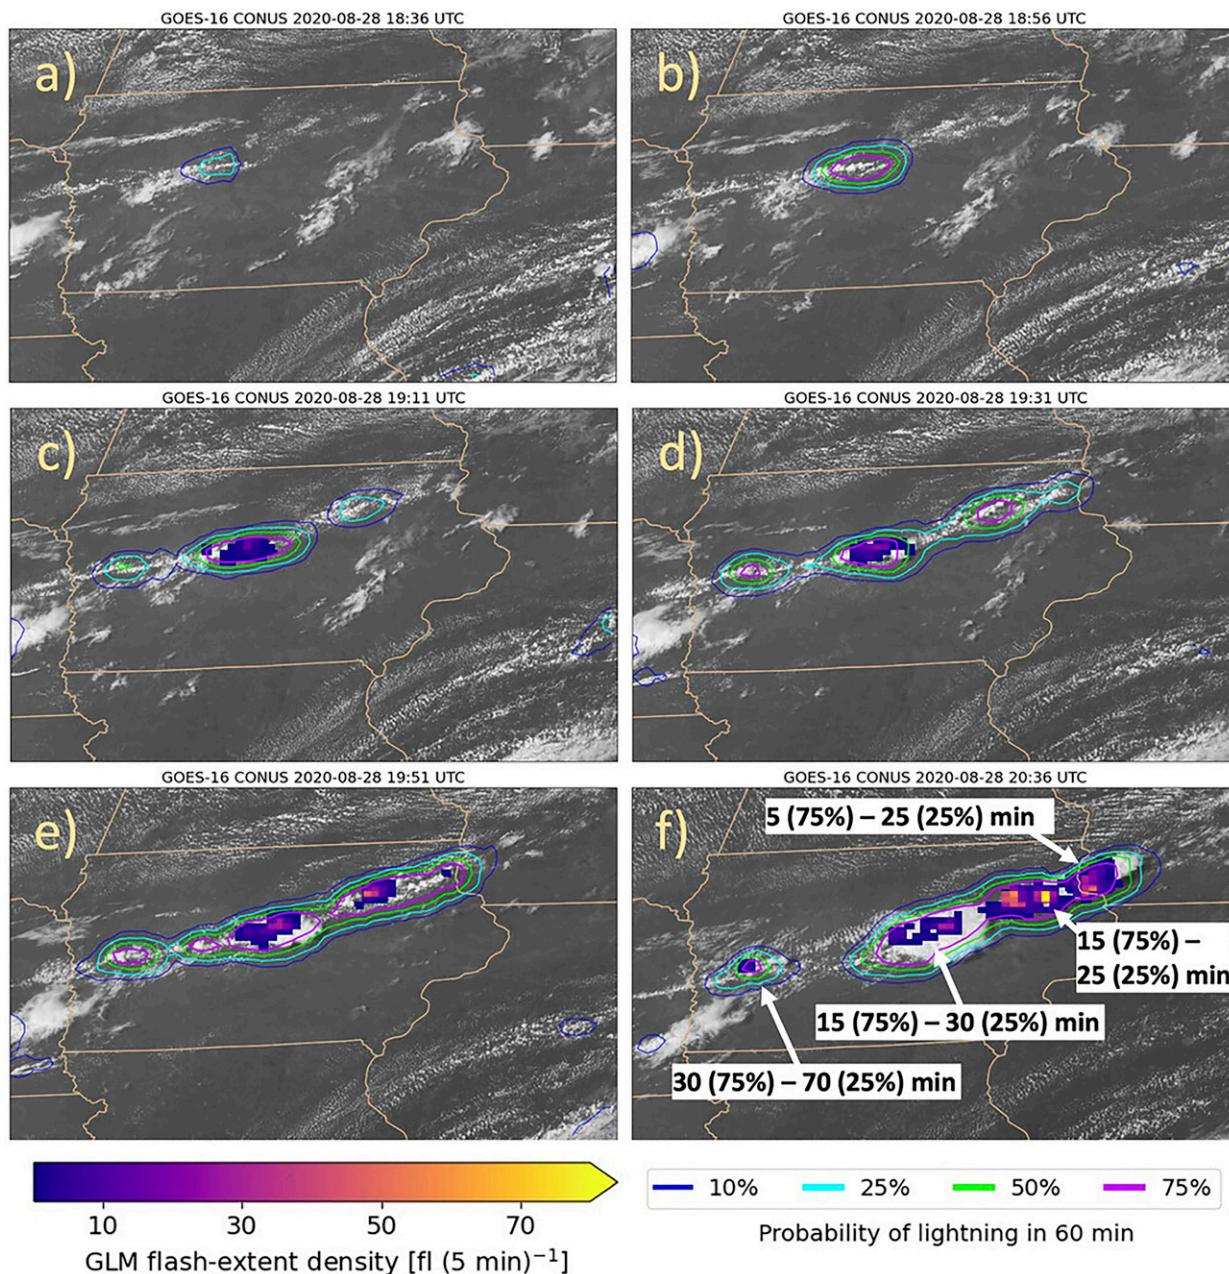 GOES-16 CONUS 2020-08-28 18:36 UTC
GOES-16 CONUS 2020-08-28 18:56 UTC
a)
b)
GOES-16 CONUS 2020-08-28 19:11 UTC
GOES-16 CONUS 2020-08-28 19:31 UTC
c)
d)
GOES-16 CONUS 2020-08-28 19:51 UTC
GOES-16 CONUS 2020-08-28 20:36 UTC
e)
f)
5 (75%) – 25 (25%) min
15 (75%) –
25 (25%) min
15 (75%) – 30 (25%) min
30 (75%) – 70 (25%) min
10 30 50 70
GLM flash-extent density [fl (5 min)⁻¹]
10% 25% 50% 75%
Probability of lightning in 60 min